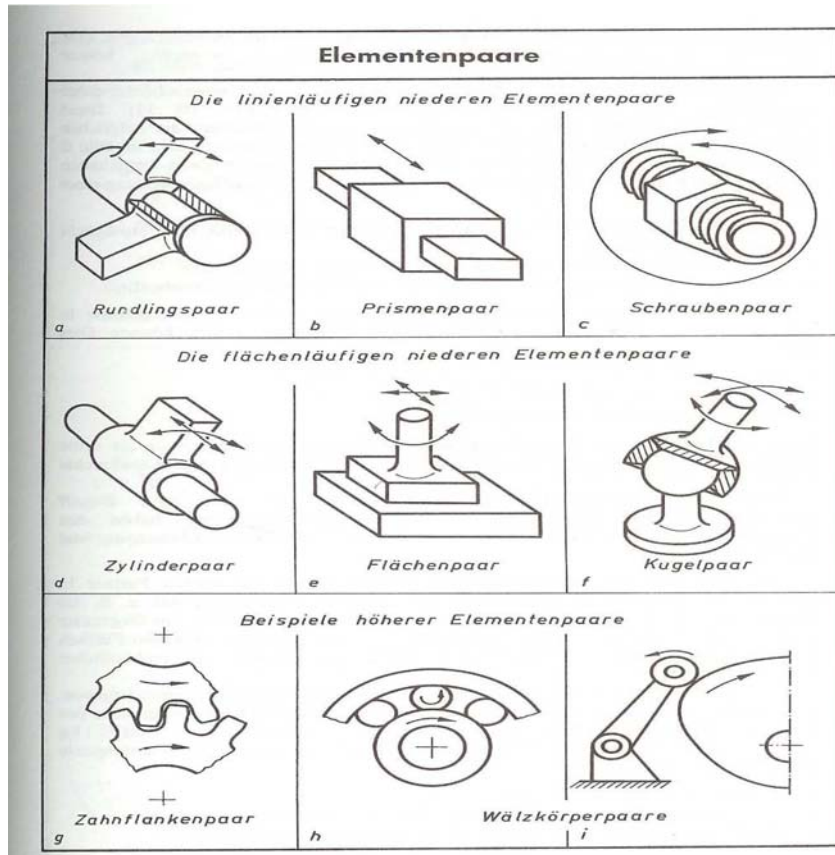 Elementenpaare
Die linienläufigen niederen Elementenpaare
Rundlingspaar
a
Prismenpaar
b
Schraubenpaar
c
Die flächenläufigen niederen Elementenpaare
Zylinderpaar
d
Flächenpaar
e
Kugelpaar
f
Beispiele höherer Elementenpaare
Zahnflankenpaar
g
Wälzkörperpaare
h
i